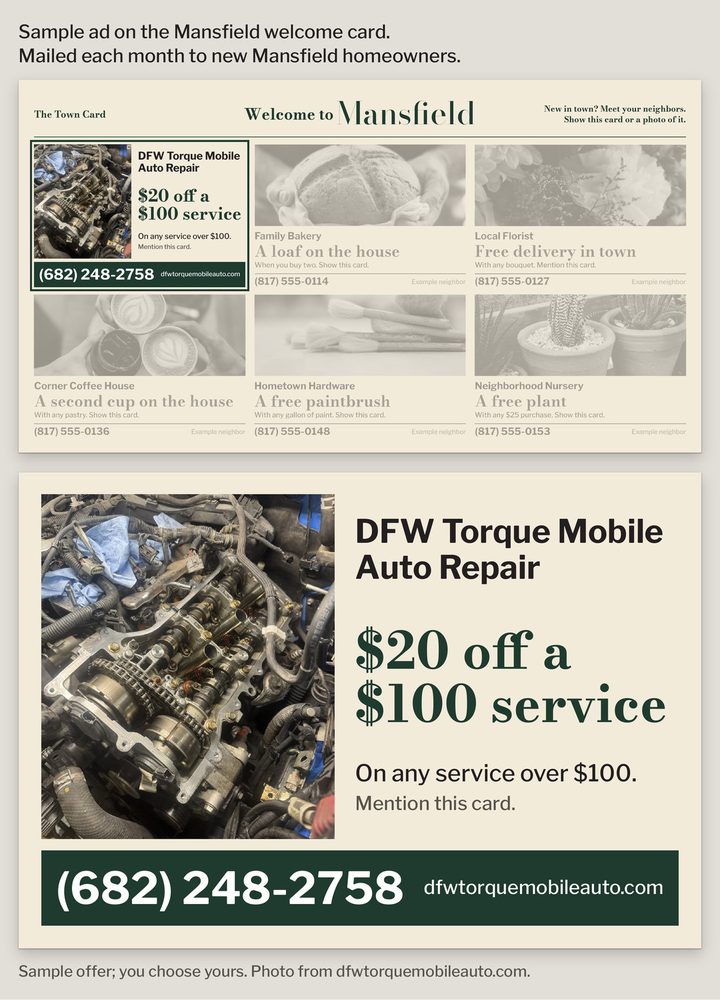 Sample ad on the Mansfield welcome card.
Mailed each month to new Mansfield homeowners.
The Town Card
Welcome to Mansfield
New in town? Meet your neighbors.
Show this card or a photo of it.
DFW Torque Mobile
Auto Repair
$20 off a
$100 service
On any service over $100.
Mention this card.
(682) 248-2758 dfwtorquemobileauto.com
Family Bakery
A loaf on the house
When you buy two. Show this card.
(817) 555-0114 Example neighbor
Local Florist
Free delivery in town
With any bouquet. Mention this card.
(817) 555-0127 Example neighbor
Corner Coffee House
A second cup on the house
With any pastry. Show this card.
(817) 555-0136 Example neighbor
Hometown Hardware
A free paintbrush
With any gallon of paint. Show this card.
(817) 555-0148 Example neighbor
Neighborhood Nursery
A free plant
With any $25 purchase. Show this card.
(817) 555-0153 Example neighbor
DFW Torque Mobile
Auto Repair
$20 off a
$100 service
On any service over $100.
Mention this card.
(682) 248-2758 dfwtorquemobileauto.com
Sample offer; you choose yours. Photo from dfwtorquemobileauto.com.